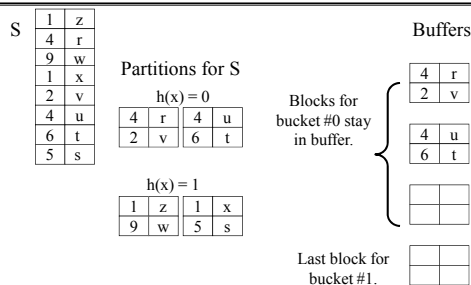 S
1 z
4 r
9 w
1 x
2 v
4 u
6 t
5 s
Partitions for S
h(x) = 0
4 r 4 u
2 v 6 t
h(x) = 1
1 z 1 x
9 w 5 s
Buffers
Blocks for
bucket #0 stay
in buffer.
4 r
2 v
4 u
6 t
Last block for
bucket #1.